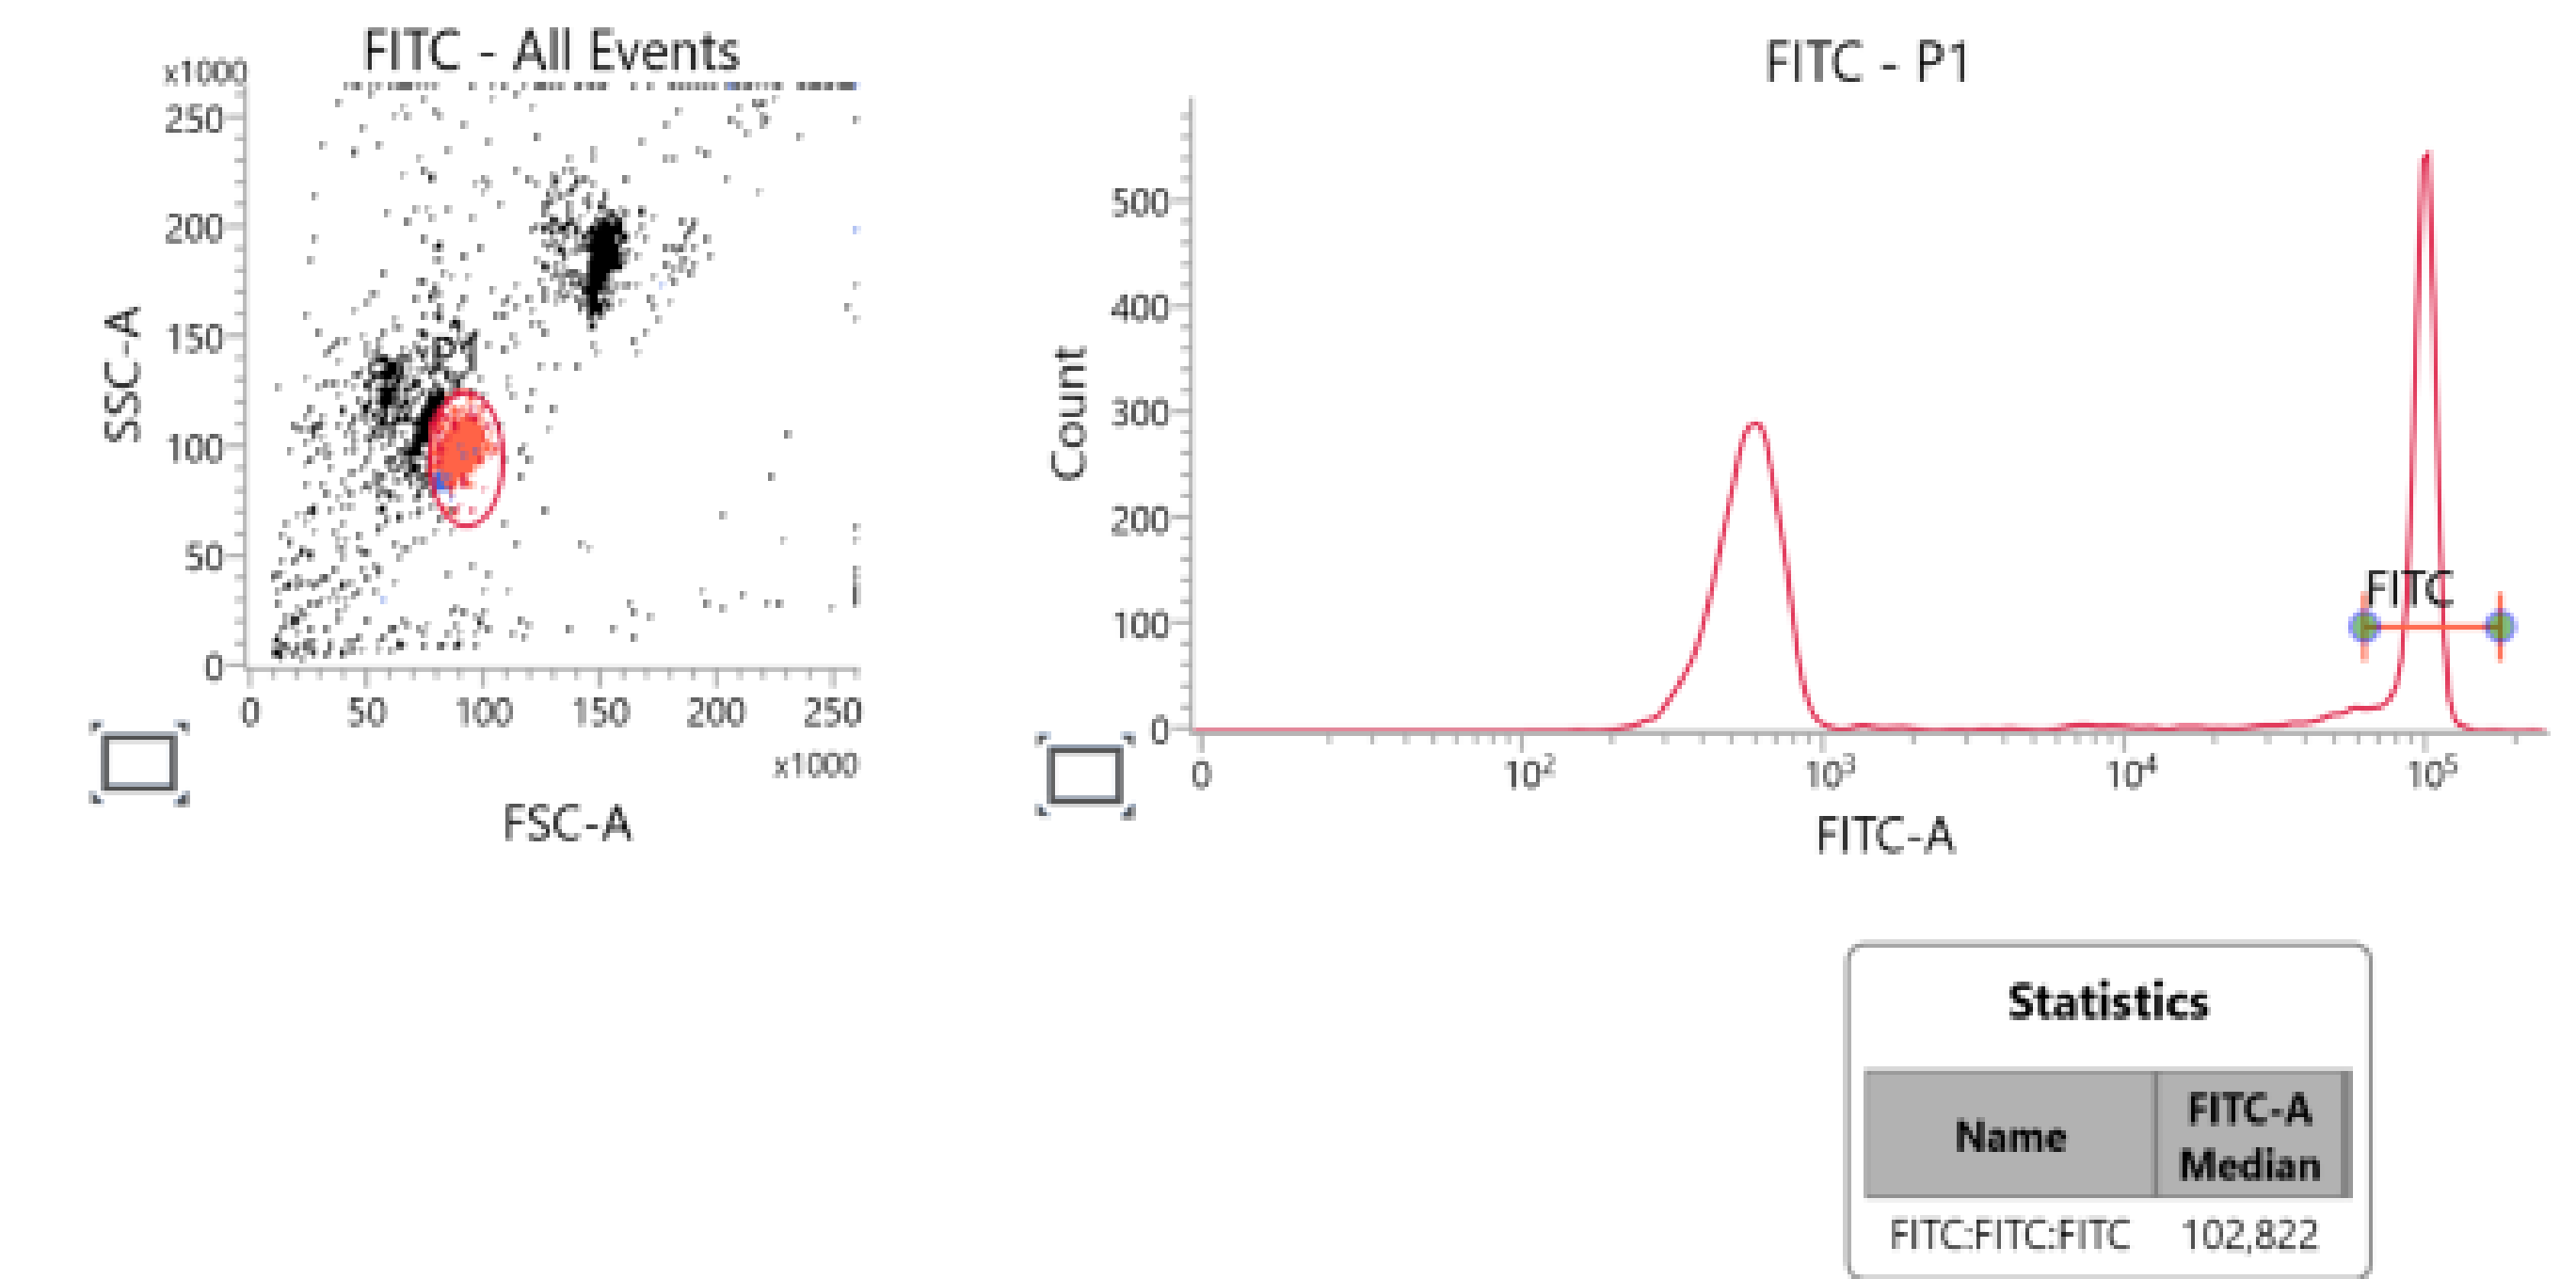 FITC - All Events
x1000
250
200
150
100
50
0
SSC-A
P1
0 50 100 150 200 250
x1000
FSC-A
FITC - P1
500
400
300
200
100
0
Count
FITC
0 10² 10³ 10⁴ 10⁵
FITC-A
Statistics
Name
FITC-A
Median
FITC:FITC:FITC 102,822